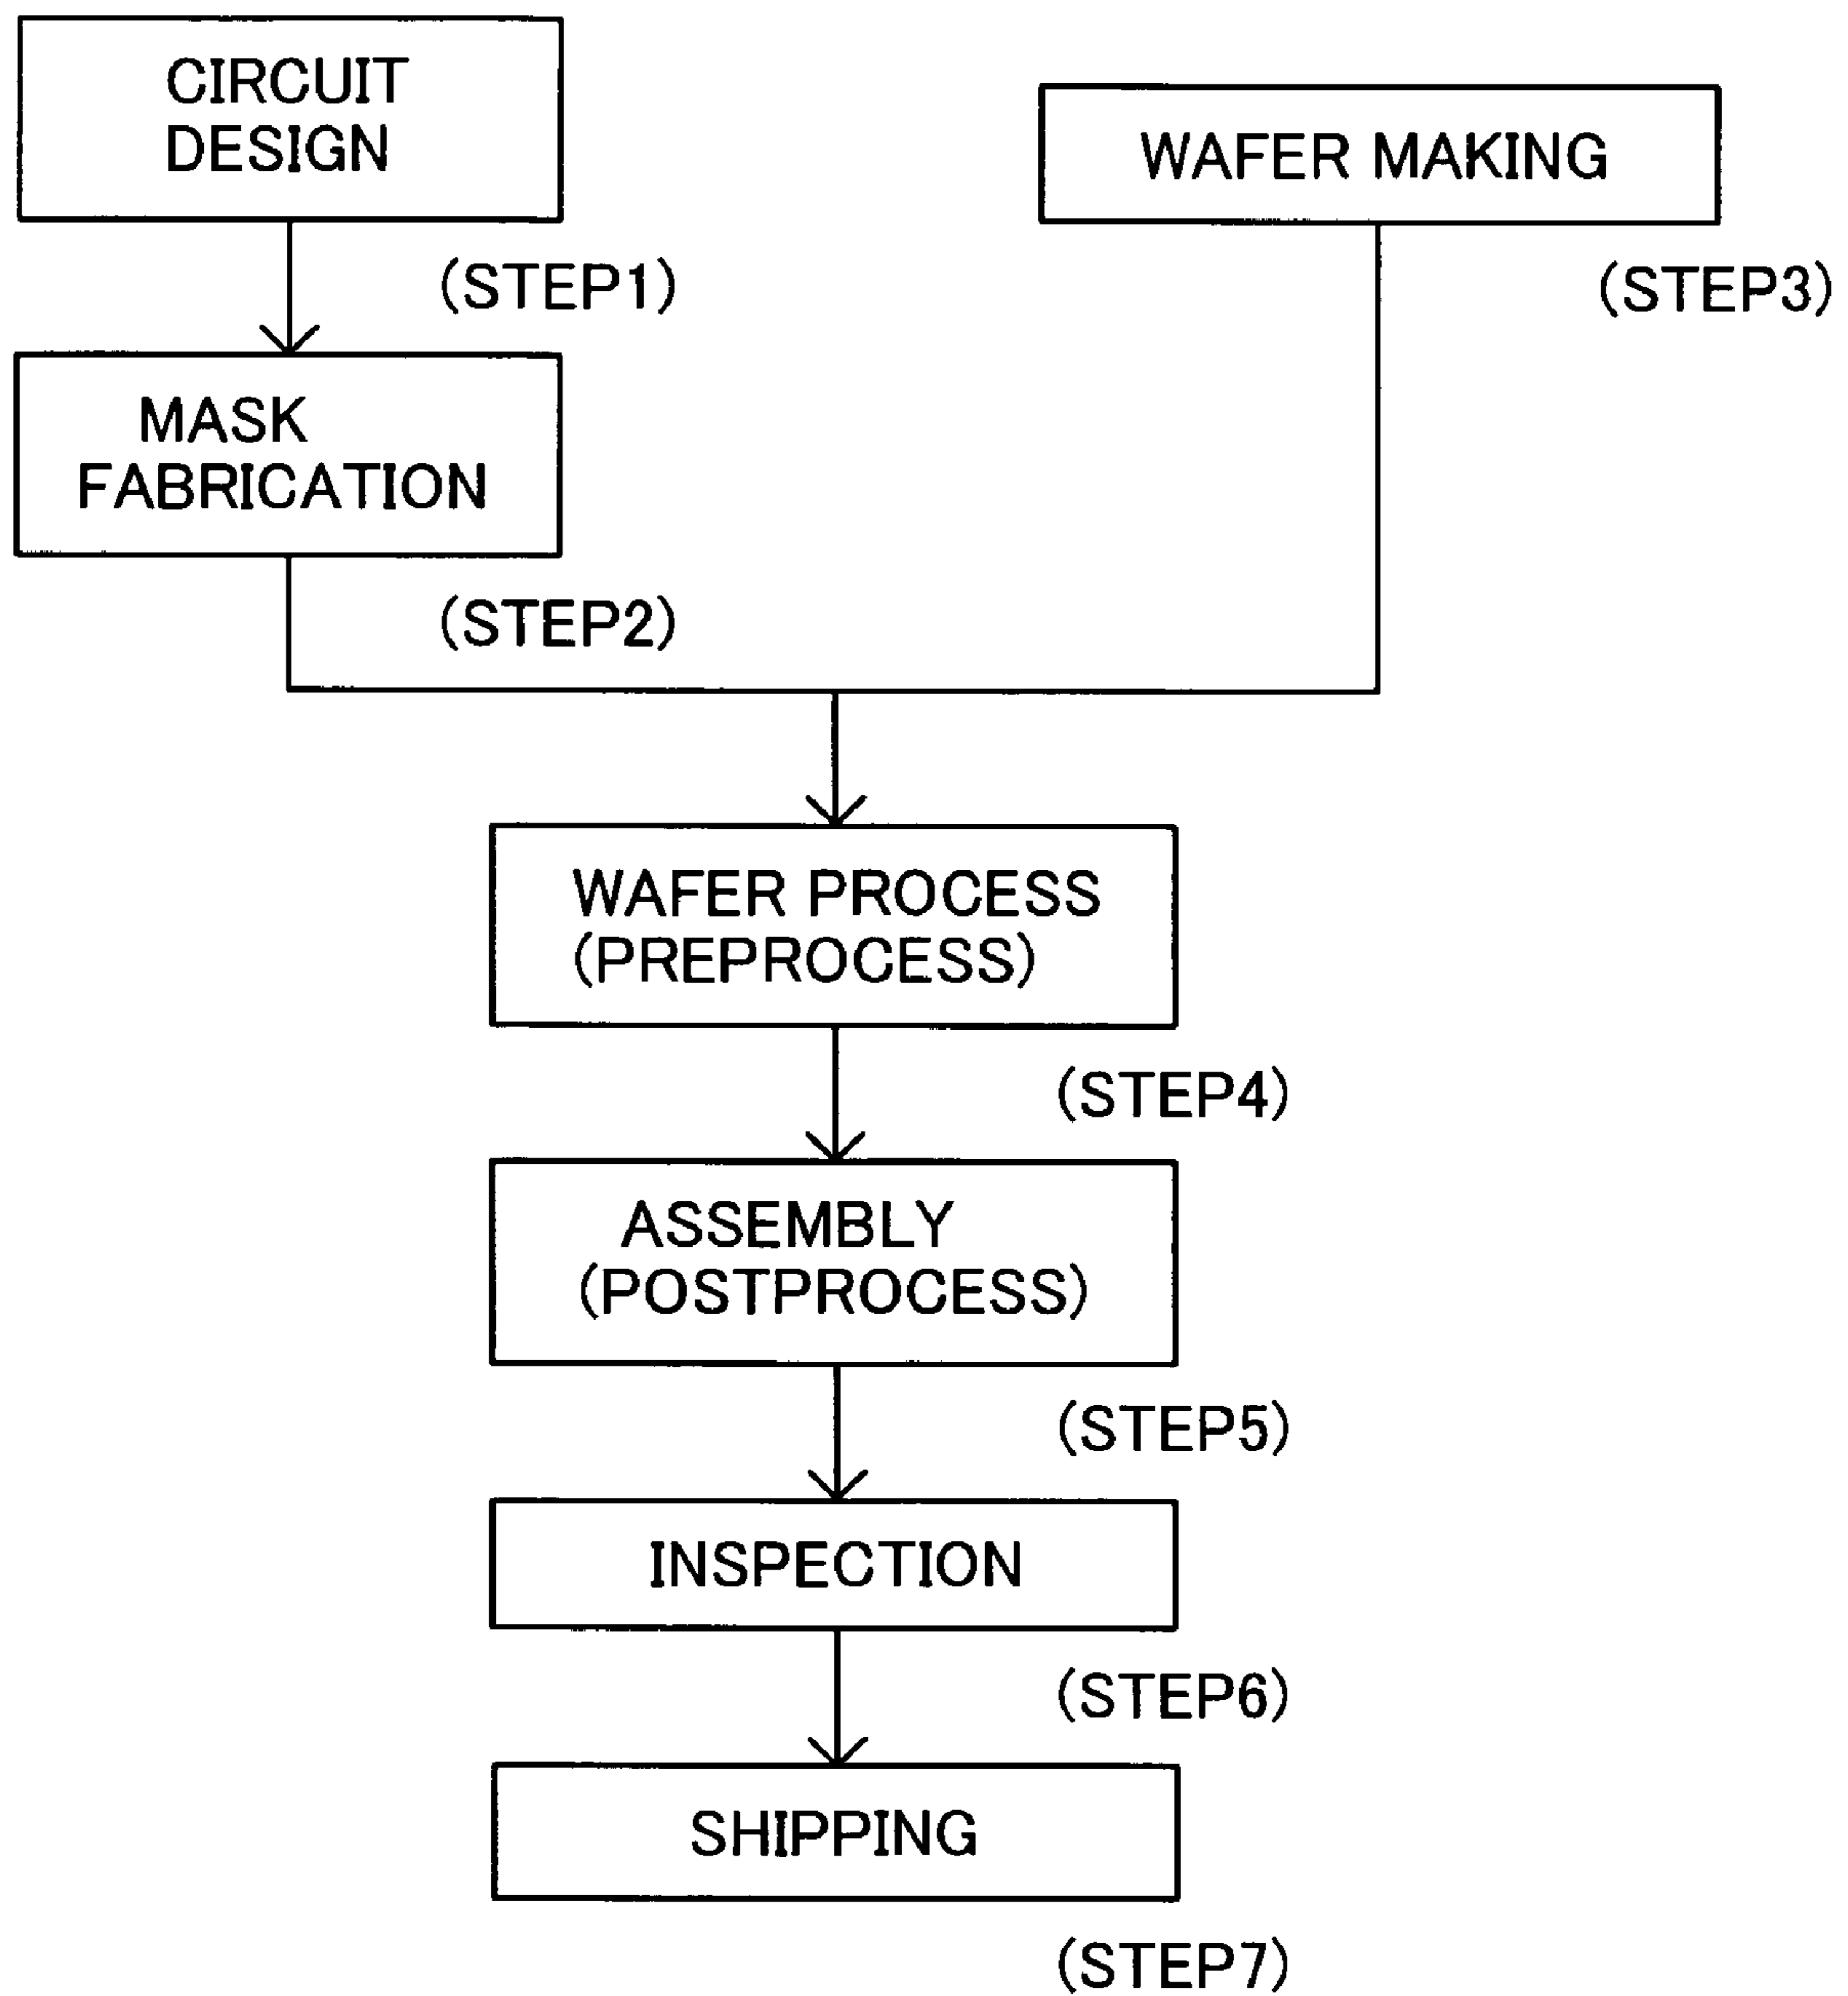 CIRCUIT
DESIGN
(STEP1)
MASK
FABRICATION
(STEP2)
WAFER MAKING
(STEP3)
WAFER PROCESS
(PREPROCESS)
(STEP4)
ASSEMBLY
(POSTPROCESS)
(STEP5)
INSPECTION
(STEP6)
SHIPPING
(STEP7)